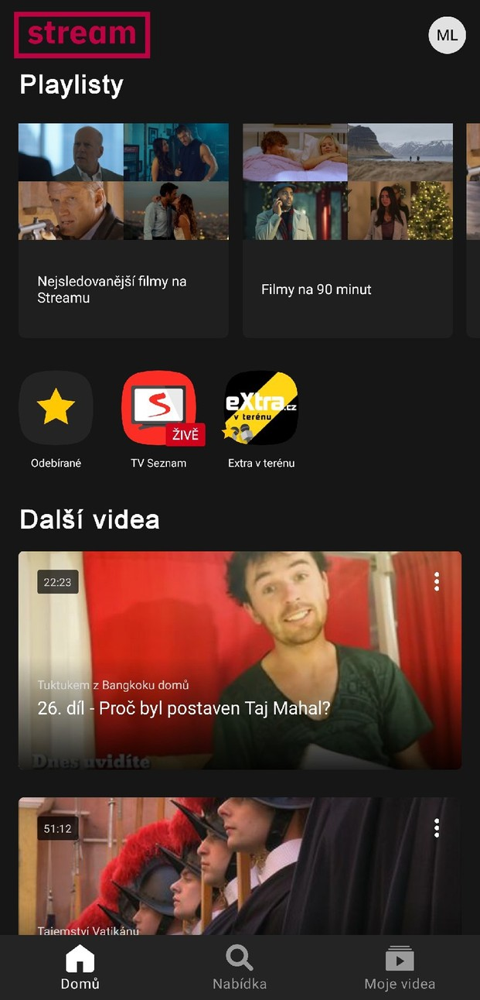 stream
ML
Playlisty
Nejsledovanější filmy na
Streamu
Filmy na 90 minut
eXtra.cz
v terénu
ŽIVĚ
Odebírané
TV Seznam
Extra v terénu
Další videa
22:23
Tuktukem z Bangkoku domů
26. díl - Proč byl postaven Taj Mahal?
Dnes uvidíte
51:12
Tajemství Vatikánu
Domů
Nabídka
Moje videa